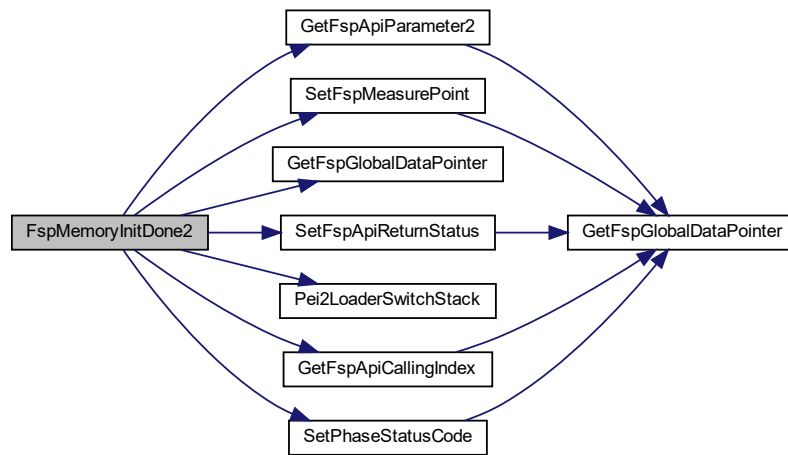 GetFspApiParameter2
SetFspMeasurePoint
GetFspGlobalDataPointer
FspMemoryInitDone2
SetFspApiReturnStatus
GetFspGlobalDataPointer
Pei2LoaderSwitchStack
GetFspApiCallingIndex
SetPhaseStatusCode